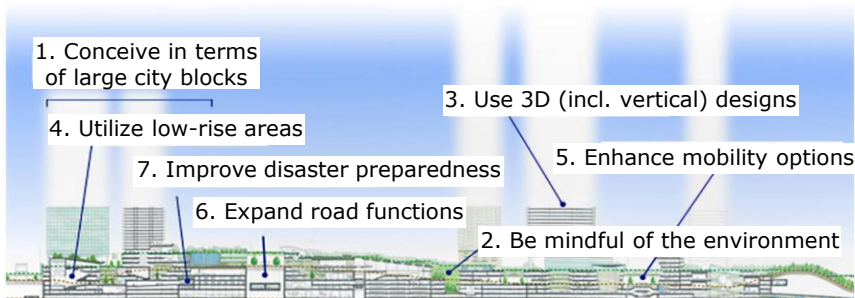 1. Conceive in terms
of large city blocks
3. Use 3D (incl. vertical) designs
4. Utilize low-rise areas
5. Enhance mobility options
7. Improve disaster preparedness
6. Expand road functions
2. Be mindful of the environment